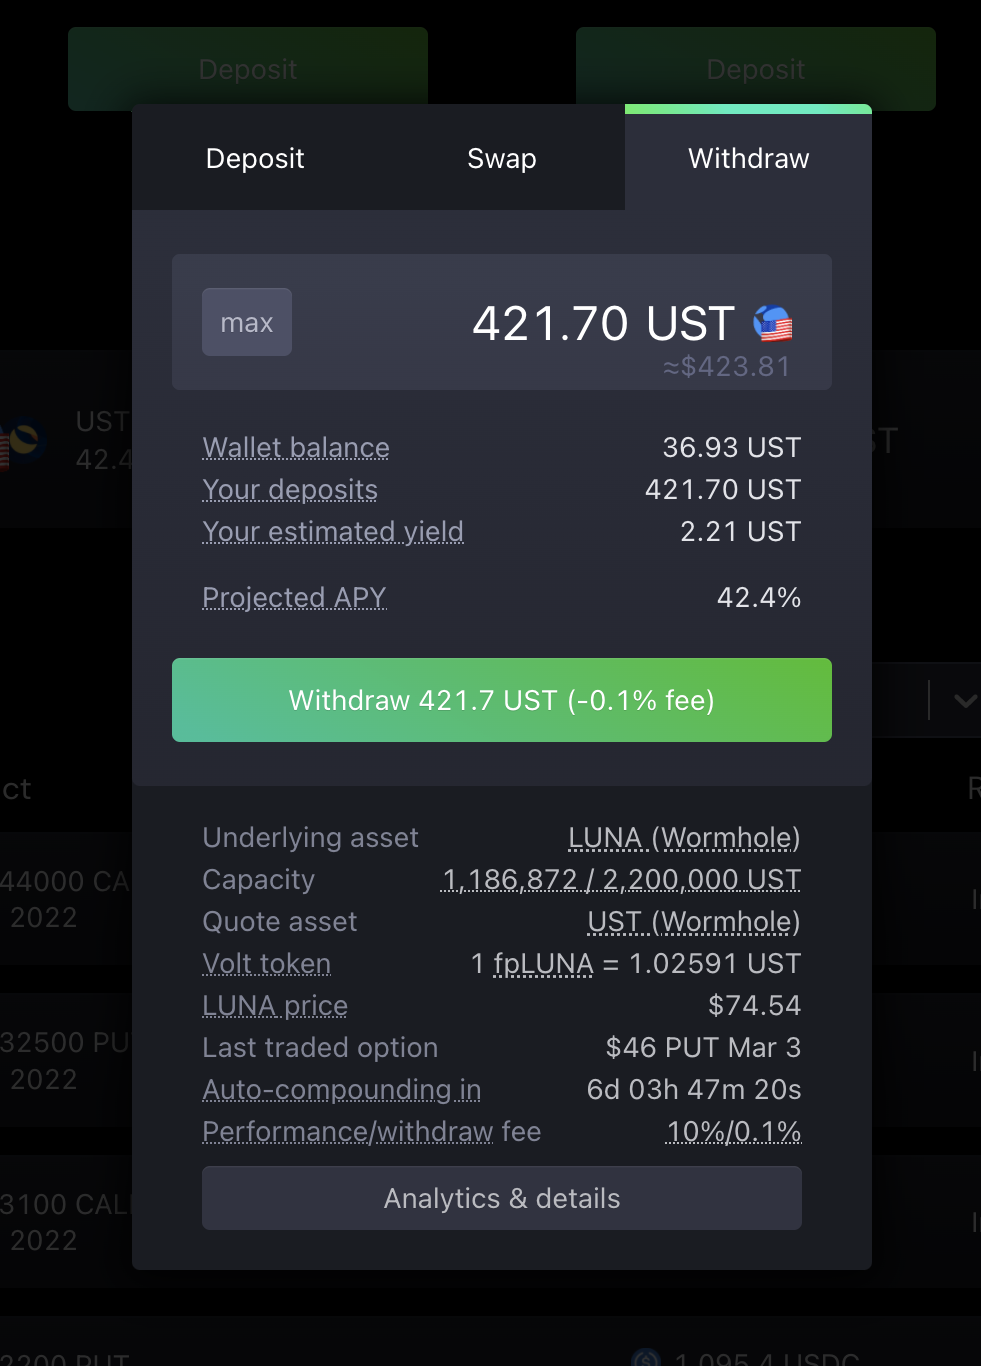 Deposit Deposit
Deposit Swap Withdraw
max 421.70 UST
≈$423.81
UST
42.4
ST
Wallet balance 36.93 UST
Your deposits 421.70 UST
Your estimated yield 2.21 UST
Projected APY 42.4%
Withdraw 421.7 UST (-0.1% fee)
ct R
Underlying asset LUNA (Wormhole)
Capacity 1,186,872 / 2,200,000 UST
Quote asset UST (Wormhole)
Volt token 1 fpLUNA = 1.02591 UST
LUNA price $74.54
Last traded option $46 PUT Mar 3
Auto-compounding in 6d 03h 47m 20s
Performance/withdraw fee 10%/0.1%
Analytics & details
44000 CA
2022
32500 PU
2022
3100 CALL
2022
2200 PUT 1,095.4 USDC